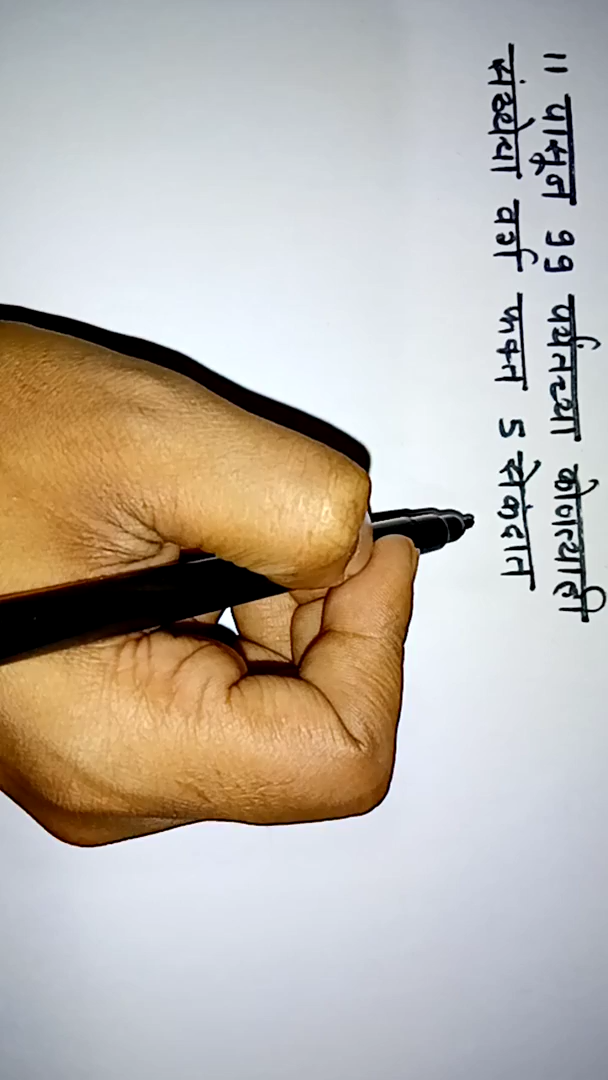 11 पासून 99 पर्यंतच्या कोणत्याही
संख्येचा वर्ग फक्त 5 सेकंदात